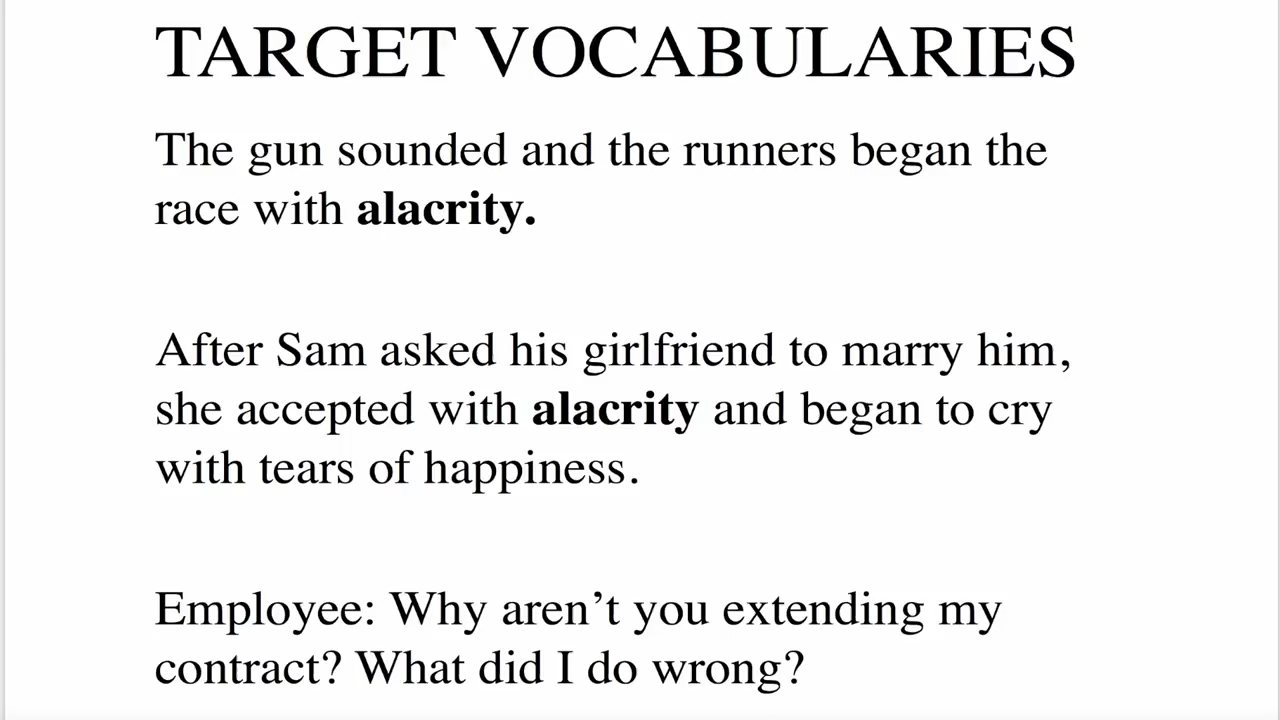 TARGET VOCABULARIES
The gun sounded and the runners began the
race with alacrity.
After Sam asked his girlfriend to marry him,
she accepted with alacrity and began to cry
with tears of happiness.
Employee: Why aren’t you extending my
contract? What did I do wrong?